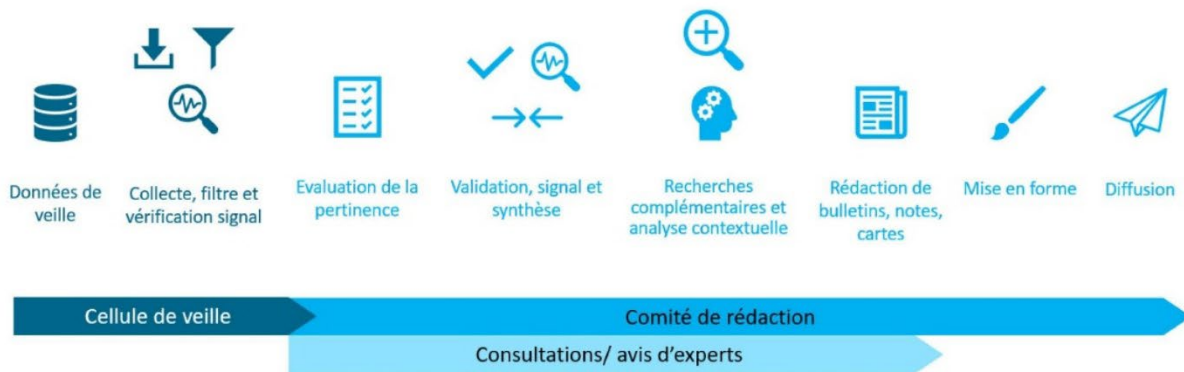 Données de
veille
Collecte, filtre et
vérification signal
Evaluation de la
pertinence
Validation, signal et
synthèse
Recherches
complémentaires et
analyse contextuelle
Rédaction de
bulletins, notes,
cartes
Mise en forme
Diffusion
Cellule de veille
Comité de rédaction
Consultations/ avis d’experts